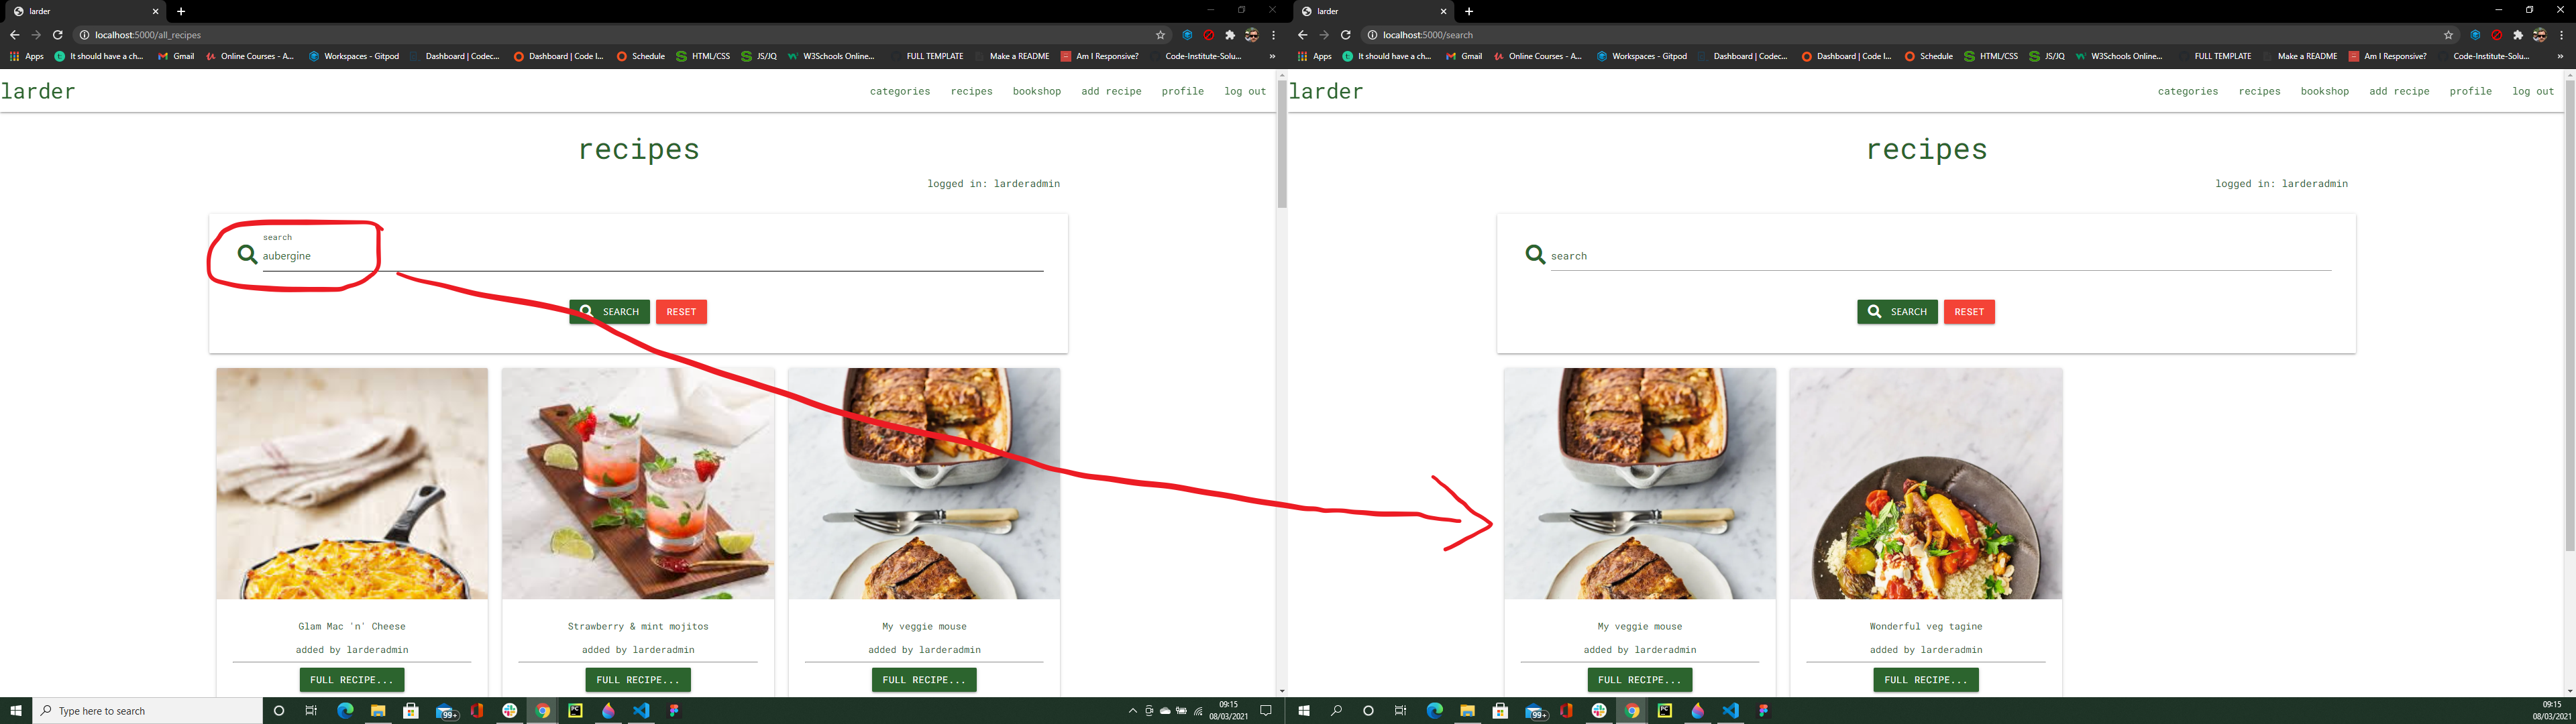 larder
larder
localhost:5000/all_recipes
localhost:5000/search
Apps It should have a ch... Gmail Online Courses - A... Workspaces - Gitpod Dashboard | Codec... Dashboard | Code I... Schedule HTML/CSS JS/JQ W3Schools Online... FULL TEMPLATE Make a README Am I Responsive? Code-Institute-Solu... »
Apps It should have a ch... Gmail Online Courses - A... Workspaces - Gitpod Dashboard | Codec... Dashboard | Code I... Schedule HTML/CSS JS/JQ W3Schools Online... FULL TEMPLATE Make a README Am I Responsive? Code-Institute-Solu... »
larder categories recipes bookshop add recipe profile log out
recipes
logged in: larderadmin
search
aubergine
SEARCH RESET
Glam Mac 'n' Cheese
added by larderadmin
FULL RECIPE...
Strawberry & mint mojitos
added by larderadmin
FULL RECIPE...
My veggie mouse
added by larderadmin
FULL RECIPE...
larder categories recipes bookshop add recipe profile log out
recipes
logged in: larderadmin
search
SEARCH RESET
My veggie mouse
added by larderadmin
FULL RECIPE...
Wonderful veg tagine
added by larderadmin
FULL RECIPE...
Type here to search
99+
09:15
08/03/2021
99+
09:15
08/03/2021